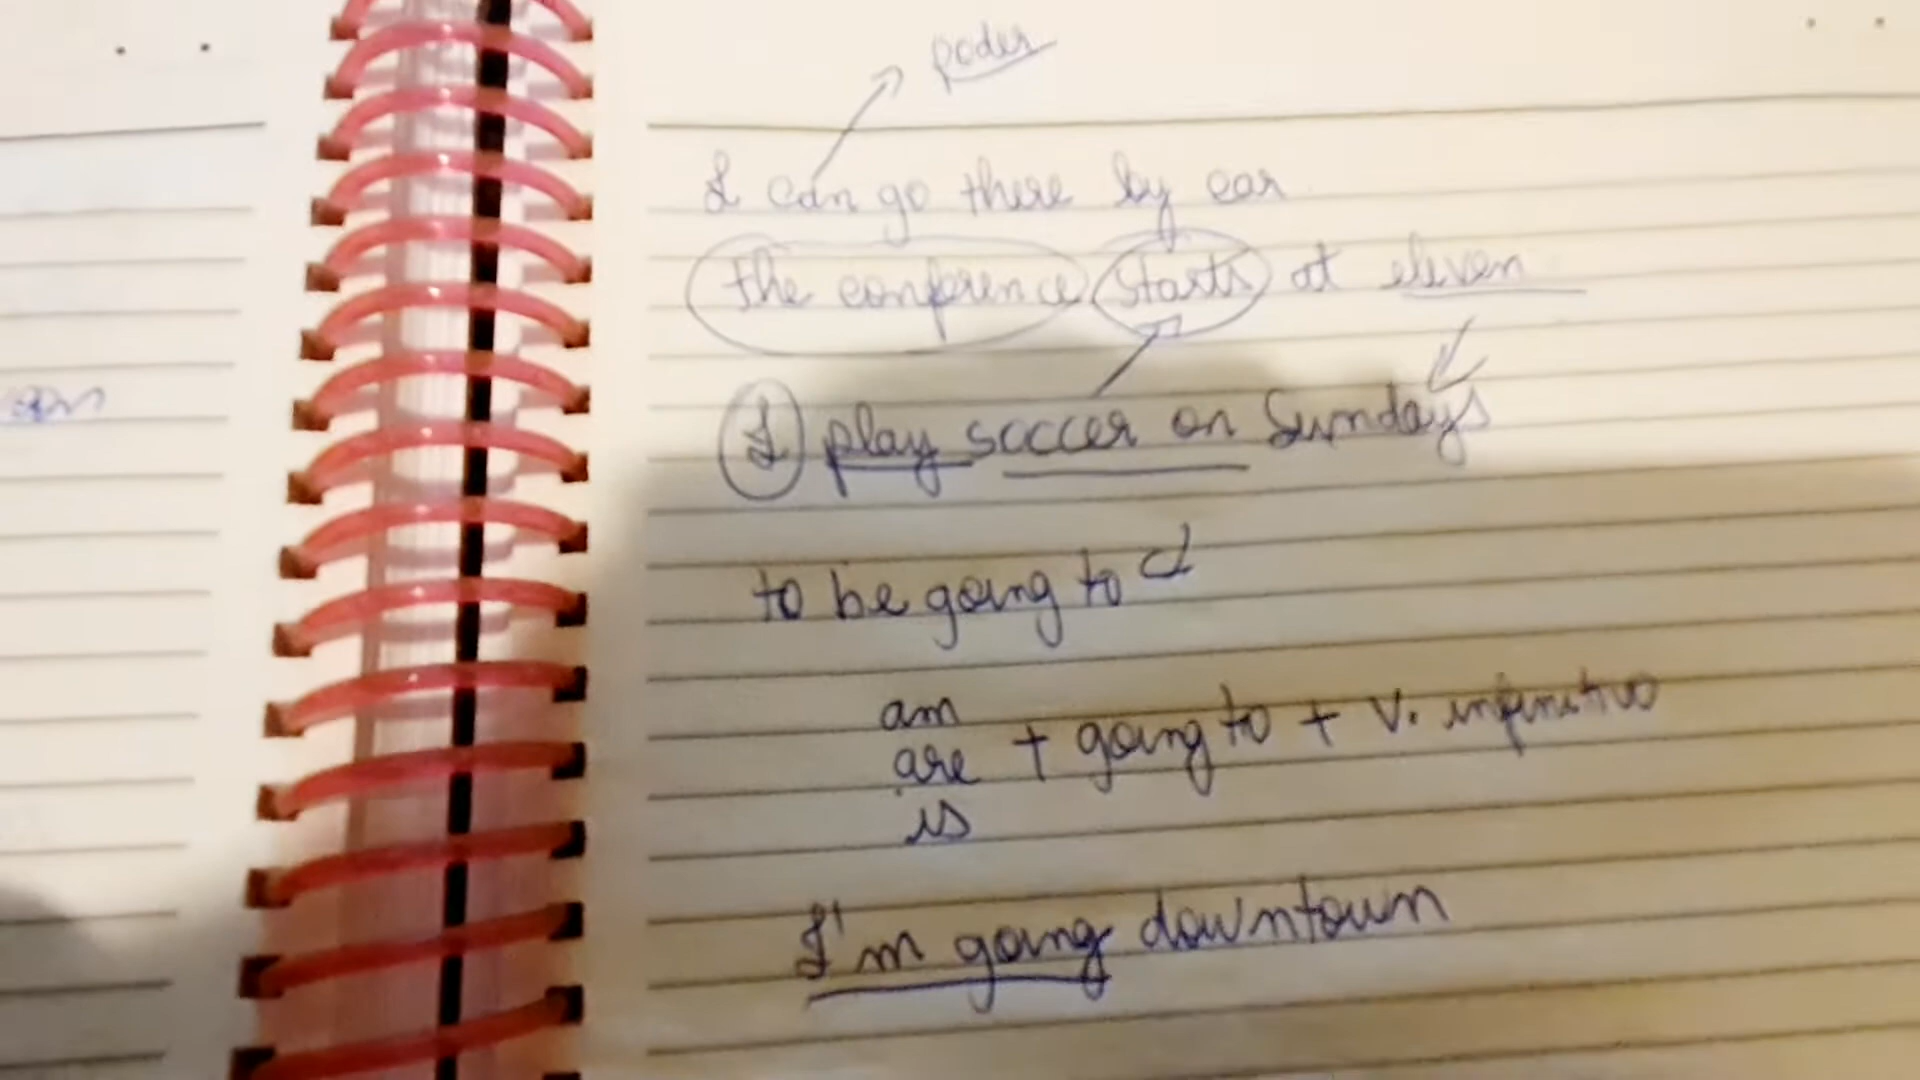 poder
I can go there by car
the conference starts at eleven
I play soccer on Sundays
to be going to
am
are + going to + v. infinitivo
is
I'm going downtown